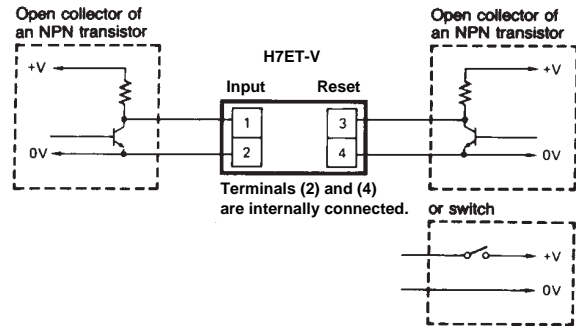 Open collector of
an NPN transistor
+V
0V
H7ET-V
Input Reset
1 3
2 4
Terminals (2) and (4)
are internally connected.
Open collector of
an NPN transistor
+V
0V
or switch
+V
0V